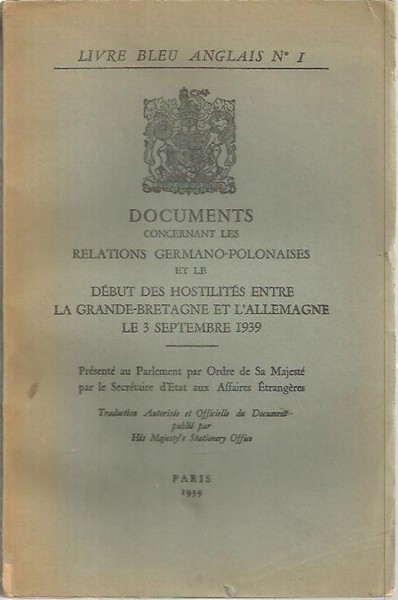 LIVRE BLEU ANGLAIS No 1
DOCUMENTS
CONCERNANT LES
RELATIONS GERMANO-POLONAISES
ET LE
DÉBUT DES HOSTILITÉS ENTRE
LA GRANDE-BRETAGNE ET L'ALLEMAGNE
LE 3 SEPTEMBRE 1939
Présenté au Parlement par Ordre de Sa Majesté
par le Secrétaire d'Etat aux Affaires Étrangères
Traduction Autorisée et Officielle du Document
publié par
His Majesty's Stationary Office
PARIS
1939